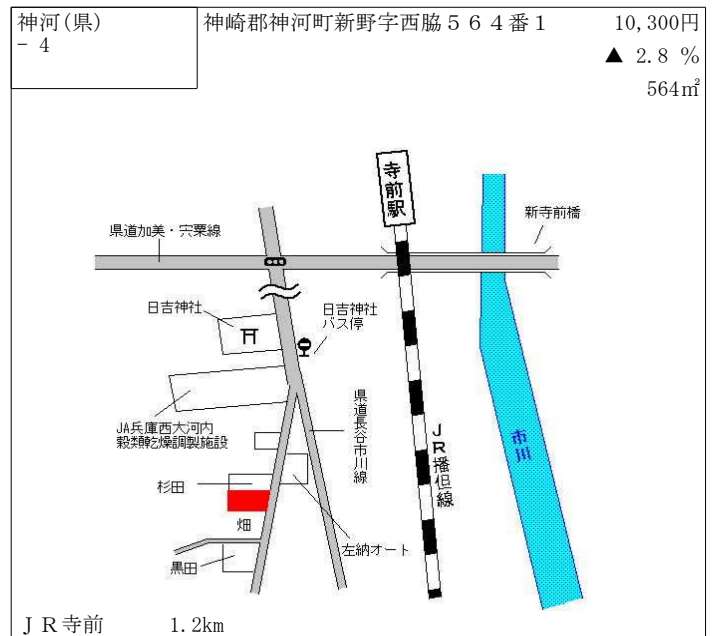 神河(県)
- 4
神崎郡神河町新野字西脇５６４番１
10,300円
▲ 2.8 %
564㎡
寺前駅
新寺前橋
県道加美・宍粟線
日吉神社
日吉神社
バス停
県道長谷市川線
JA兵庫西大河内
穀類乾燥調製施設
ＪＲ播但線
市川
杉田
畑
左納オート
黒田
ＪＲ寺前 1.2km